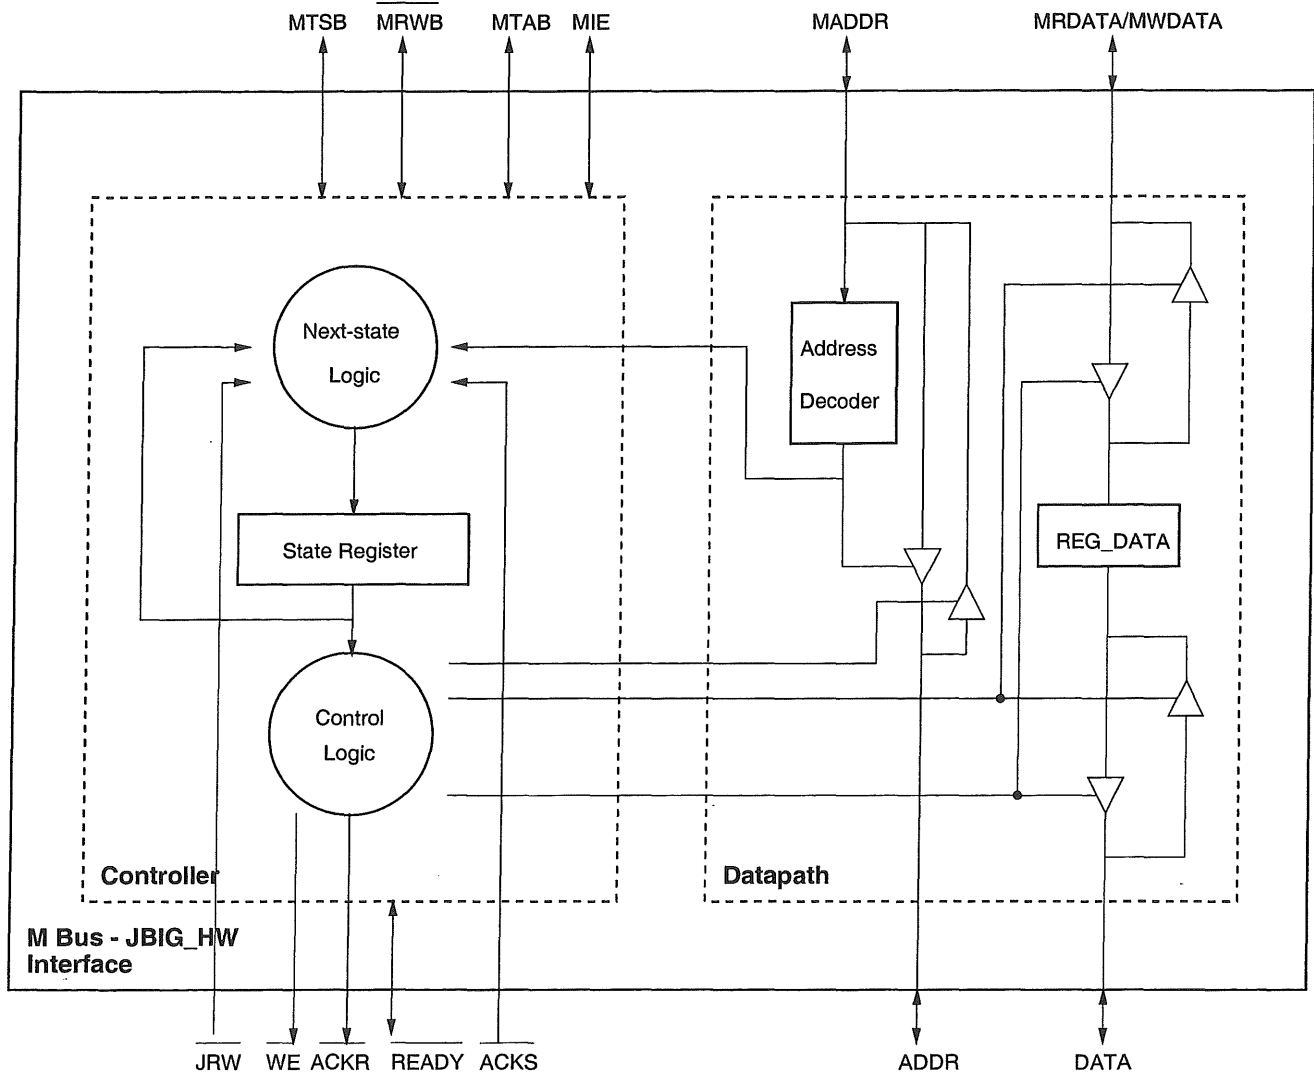 MTSB MRWB MTAB MIE MADDR MRDATA/MWDATA
Next-state
Logic
Address
Decoder
State Register
REG_DATA
Control
Logic
Controller
Datapath
M Bus - JBIG_HW
Interface
JRW WE ACKR READY ACKS ADDR DATA